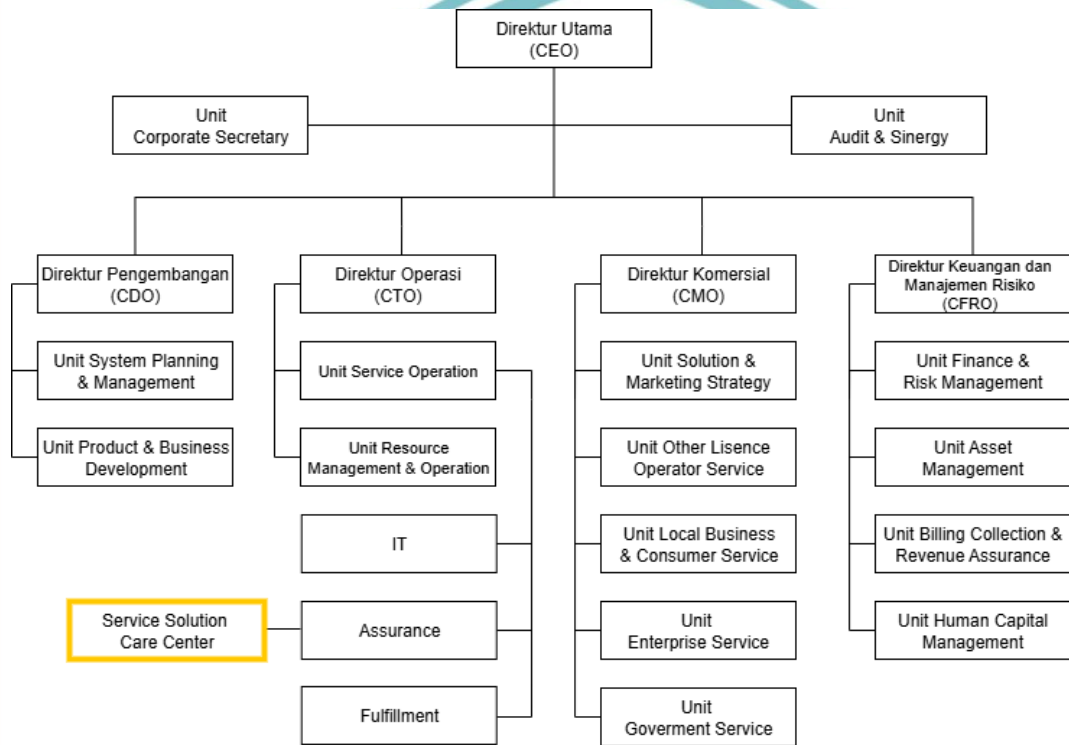 Direktur Utama
(CEO)
Unit
Corporate Secretary
Unit
Audit & Sinergy
Direktur Pengembangan
(CDO)
Direktur Operasi
(CTO)
Direktur Komersial
(CMO)
Direktur Keuangan dan
Manajemen Risiko
(CFRO)
Unit System Planning
& Management
Unit Service Operation
Unit Solution &
Marketing Strategy
Unit Finance &
Risk Management
Unit Product & Business
Development
Unit Resource
Management & Operation
Unit Other Lisence
Operator Service
Unit Asset
Management
IT
Unit Local Business
& Consumer Service
Unit Billing Collection &
Revenue Assurance
Service Solution
Care Center
Assurance
Unit
Enterprise Service
Unit Human Capital
Management
Fulfillment
Unit
Goverment Service